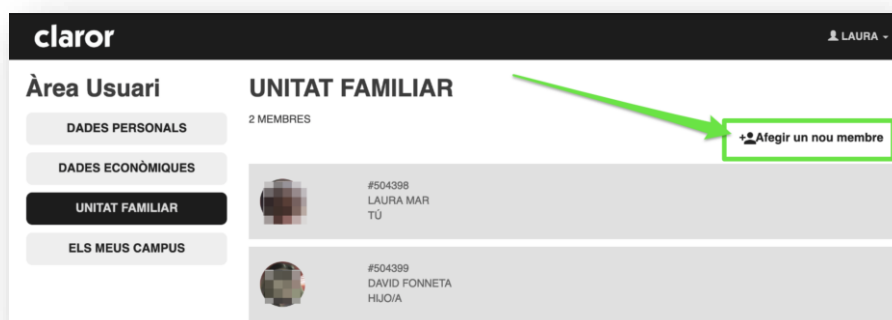 claror
LAURA
Àrea Usuari
DADES PERSONALS
DADES ECONÒMIQUES
UNITAT FAMILIAR
ELS MEUS CAMPUS
UNITAT FAMILIAR
2 MEMBRES
Afegir un nou membre
#504398
LAURA MAR
TÚ
#504399
DAVID FONNETA
HIJO/A